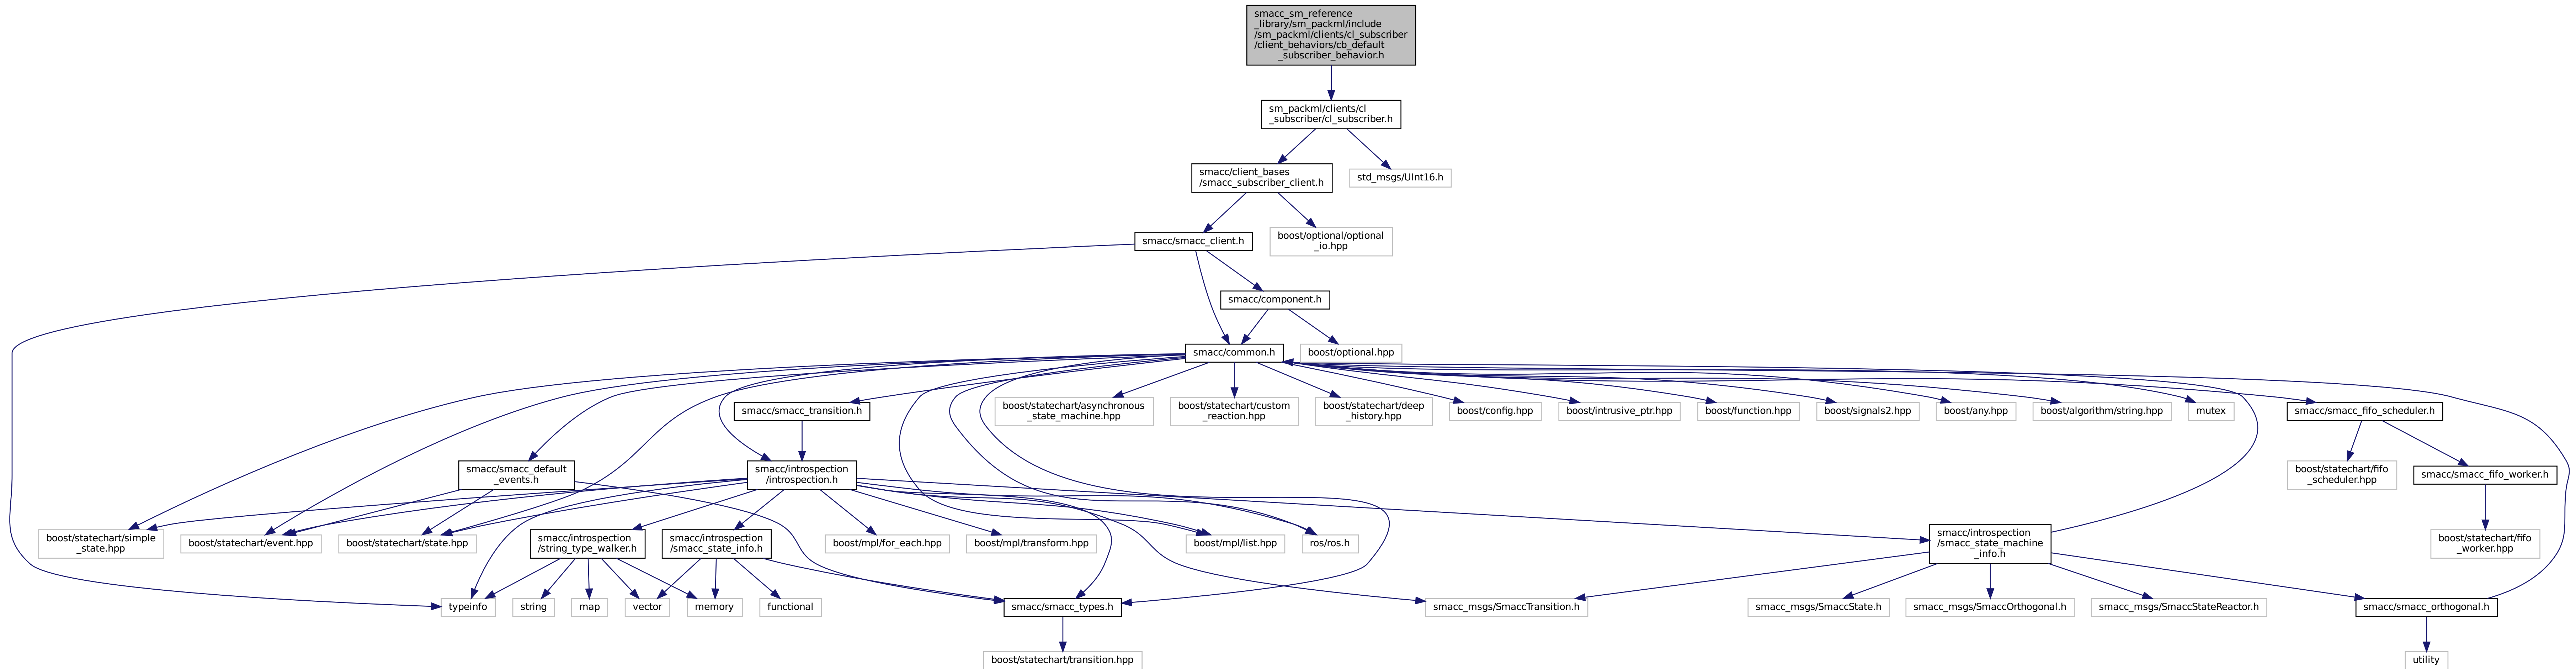 smacc_sm_reference
_library/sm_packml/include
/sm_packml/clients/cl_subscriber
/client_behaviors/cb_default
_subscriber_behavior.h
sm_packml/clients/cl
_subscriber/cl_subscriber.h
smacc/client_bases
/smacc_subscriber_client.h
std_msgs/UInt16.h
smacc/smacc_client.h
boost/optional/optional
_io.hpp
smacc/component.h
smacc/common.h
boost/optional.hpp
smacc/smacc_transition.h
boost/statechart/asynchronous
_state_machine.hpp
boost/statechart/custom
_reaction.hpp
boost/statechart/deep
_history.hpp
boost/config.hpp
boost/intrusive_ptr.hpp
boost/function.hpp
boost/signals2.hpp
boost/any.hpp
boost/algorithm/string.hpp
mutex
smacc/smacc_fifo_scheduler.h
smacc/smacc_default
_events.h
smacc/introspection
/introspection.h
boost/statechart/fifo
_scheduler.hpp
smacc/smacc_fifo_worker.h
boost/statechart/simple
_state.hpp
boost/statechart/event.hpp
boost/statechart/state.hpp
smacc/introspection
/string_type_walker.h
smacc/introspection
/smacc_state_info.h
boost/mpl/for_each.hpp
boost/mpl/transform.hpp
boost/mpl/list.hpp
ros/ros.h
smacc/introspection
/smacc_state_machine
_info.h
boost/statechart/fifo
_worker.hpp
typeinfo
string
map
vector
memory
functional
smacc/smacc_types.h
smacc_msgs/SmaccTransition.h
smacc_msgs/SmaccState.h
smacc_msgs/SmaccOrthogonal.h
smacc_msgs/SmaccStateReactor.h
smacc/smacc_orthogonal.h
boost/statechart/transition.hpp
utility